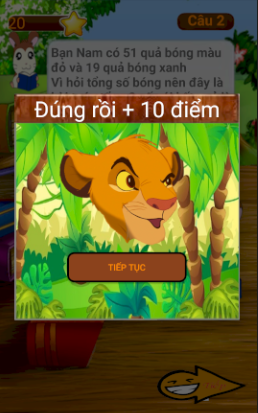 20
Câu 2
Bạn Nam có 51 quả bóng màu
đỏ và 19 quả bóng xanh
Vì hỏi tổng số bóng nên đây là
Đúng rồi + 10 điểm
TIẾP TỤC